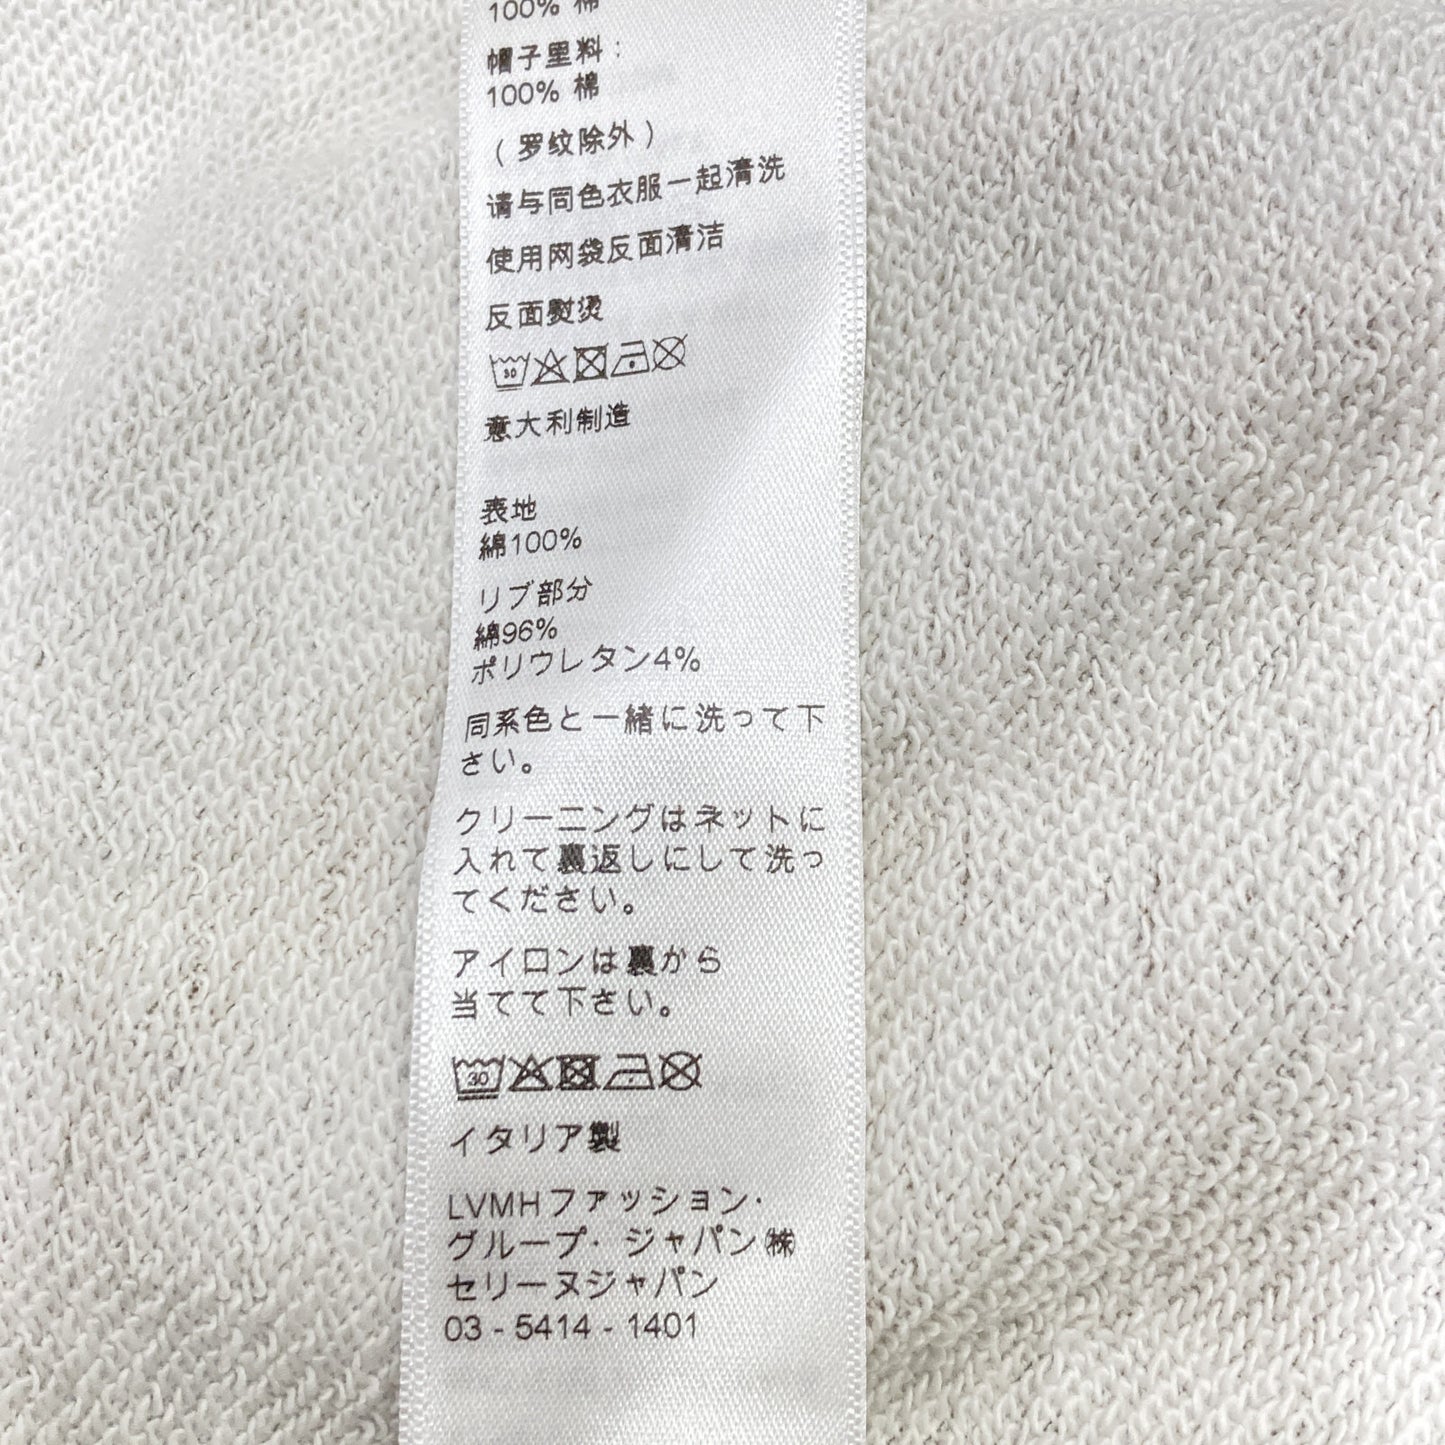 100% 棉
帽子里料：
100% 棉
（罗纹除外）
请与同色衣服一起清洗
使用网袋反面清洁
反面熨烫
30
意大利制造
表地
綿100%
リブ部分
綿96%
ポリウレタン4%
同系色と一緒に洗って下
さい。
クリーニングはネットに
入れて裏返しにして洗っ
てください。
アイロンは裏から
当てて下さい。
30
イタリア製
LVMHファッション・
グループ・ジャパン㈱
セリーヌジャパン
03 - 5414 - 1401